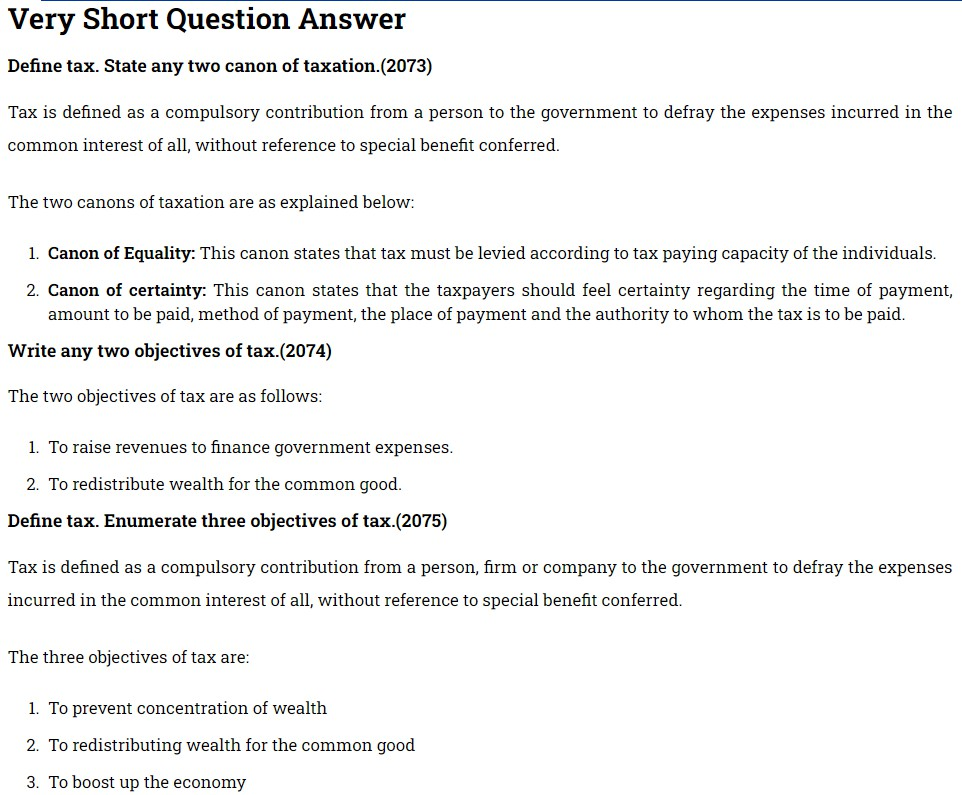 Very Short Question Answer
Define tax. State any two canon of taxation.(2073)
Tax is defined as a compulsory contribution from a person to the government to defray the expenses incurred in the
common interest of all, without reference to special benefit conferred.
The two canons of taxation are as explained below:
1. Canon of Equality: This canon states that tax must be levied according to tax paying capacity of the individuals.
2. Canon of certainty: This canon states that the taxpayers should feel certainty regarding the time of payment,
amount to be paid, method of payment, the place of payment and the authority to whom the tax is to be paid.
Write any two objectives of tax.(2074)
The two objectives of tax are as follows:
1. To raise revenues to finance government expenses.
2. To redistribute wealth for the common good.
Define tax. Enumerate three objectives of tax.(2075)
Tax is defined as a compulsory contribution from a person, firm or company to the government to defray the expenses
incurred in the common interest of all, without reference to special benefit conferred.
The three objectives of tax are:
1. To prevent concentration of wealth
2. To redistributing wealth for the common good
3. To boost up the economy